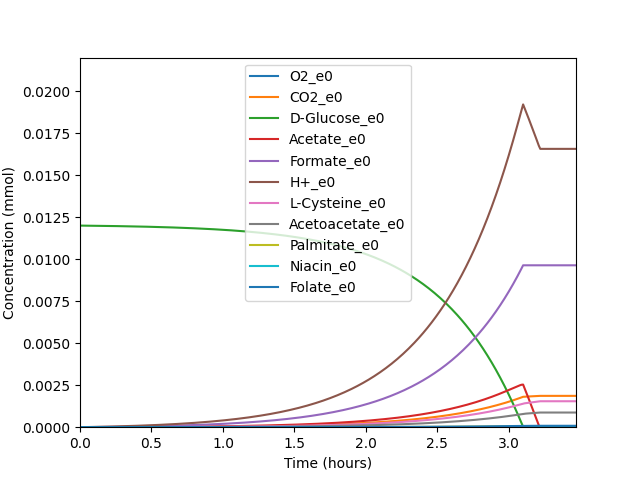 O2_e0
CO2_e0
D-Glucose_e0
Acetate_e0
Formate_e0
H+_e0
L-Cysteine_e0
Acetoacetate_e0
Palmitate_e0
Niacin_e0
Folate_e0
0.0200
0.0175
0.0150
0.0125
0.0100
0.0075
0.0050
0.0025
0.0000
Concentration (mmol)
0.0 0.5 1.0 1.5 2.0 2.5 3.0
Time (hours)